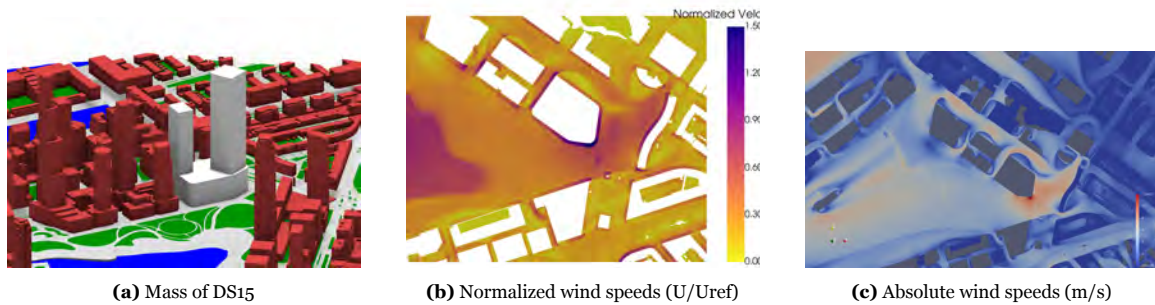 Normalized Velo
1.50
1.20
0.90
0.60
0.30
0.00
(a) Mass of DS15
(b) Normalized wind speeds (U/Uref)
(c) Absolute wind speeds (m/s)